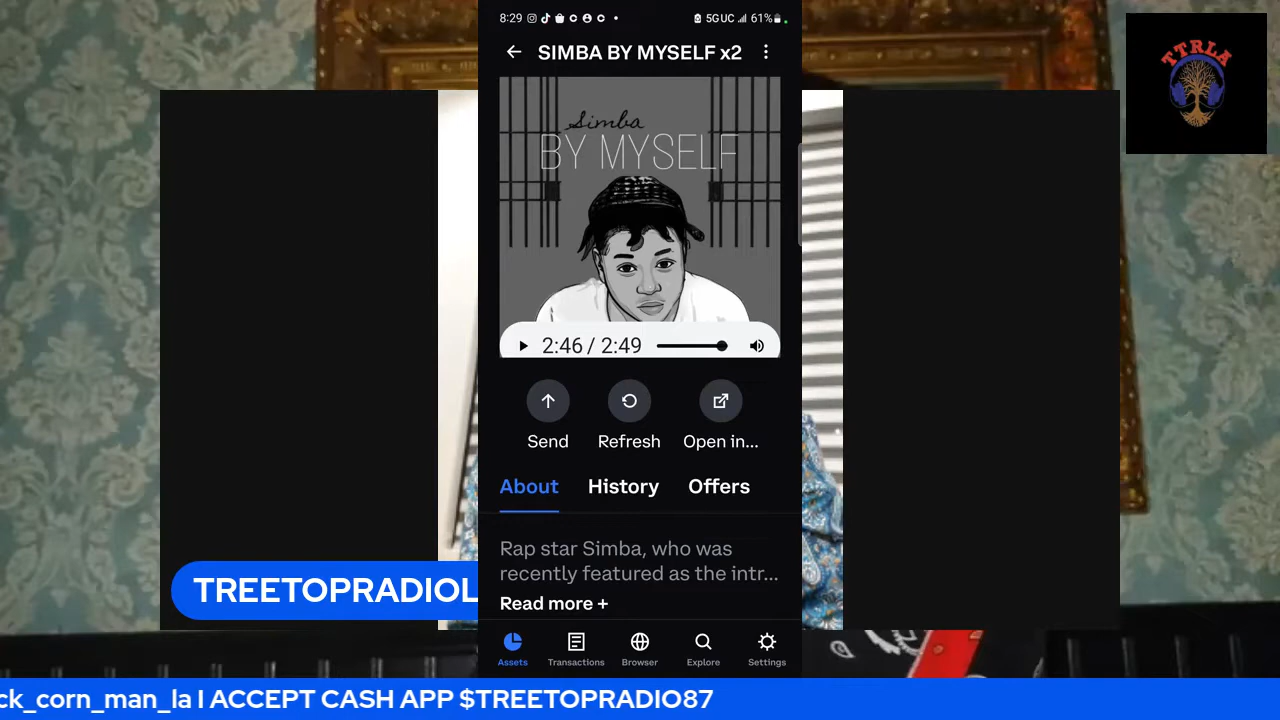 8:29
5GUC
61%
SIMBA BY MYSELF x2
TTRLA
Simba
BY MYSELF
2:46 / 2:49
Send
Refresh
Open in...
About
History
Offers
Rap star Simba, who was
recently featured as the intr...
Read more +
TREETOPRADIOL
Assets
Transactions
Browser
Explore
Settings
ck_corn_man_la I ACCEPT CASH APP $TREETOPRADIO87